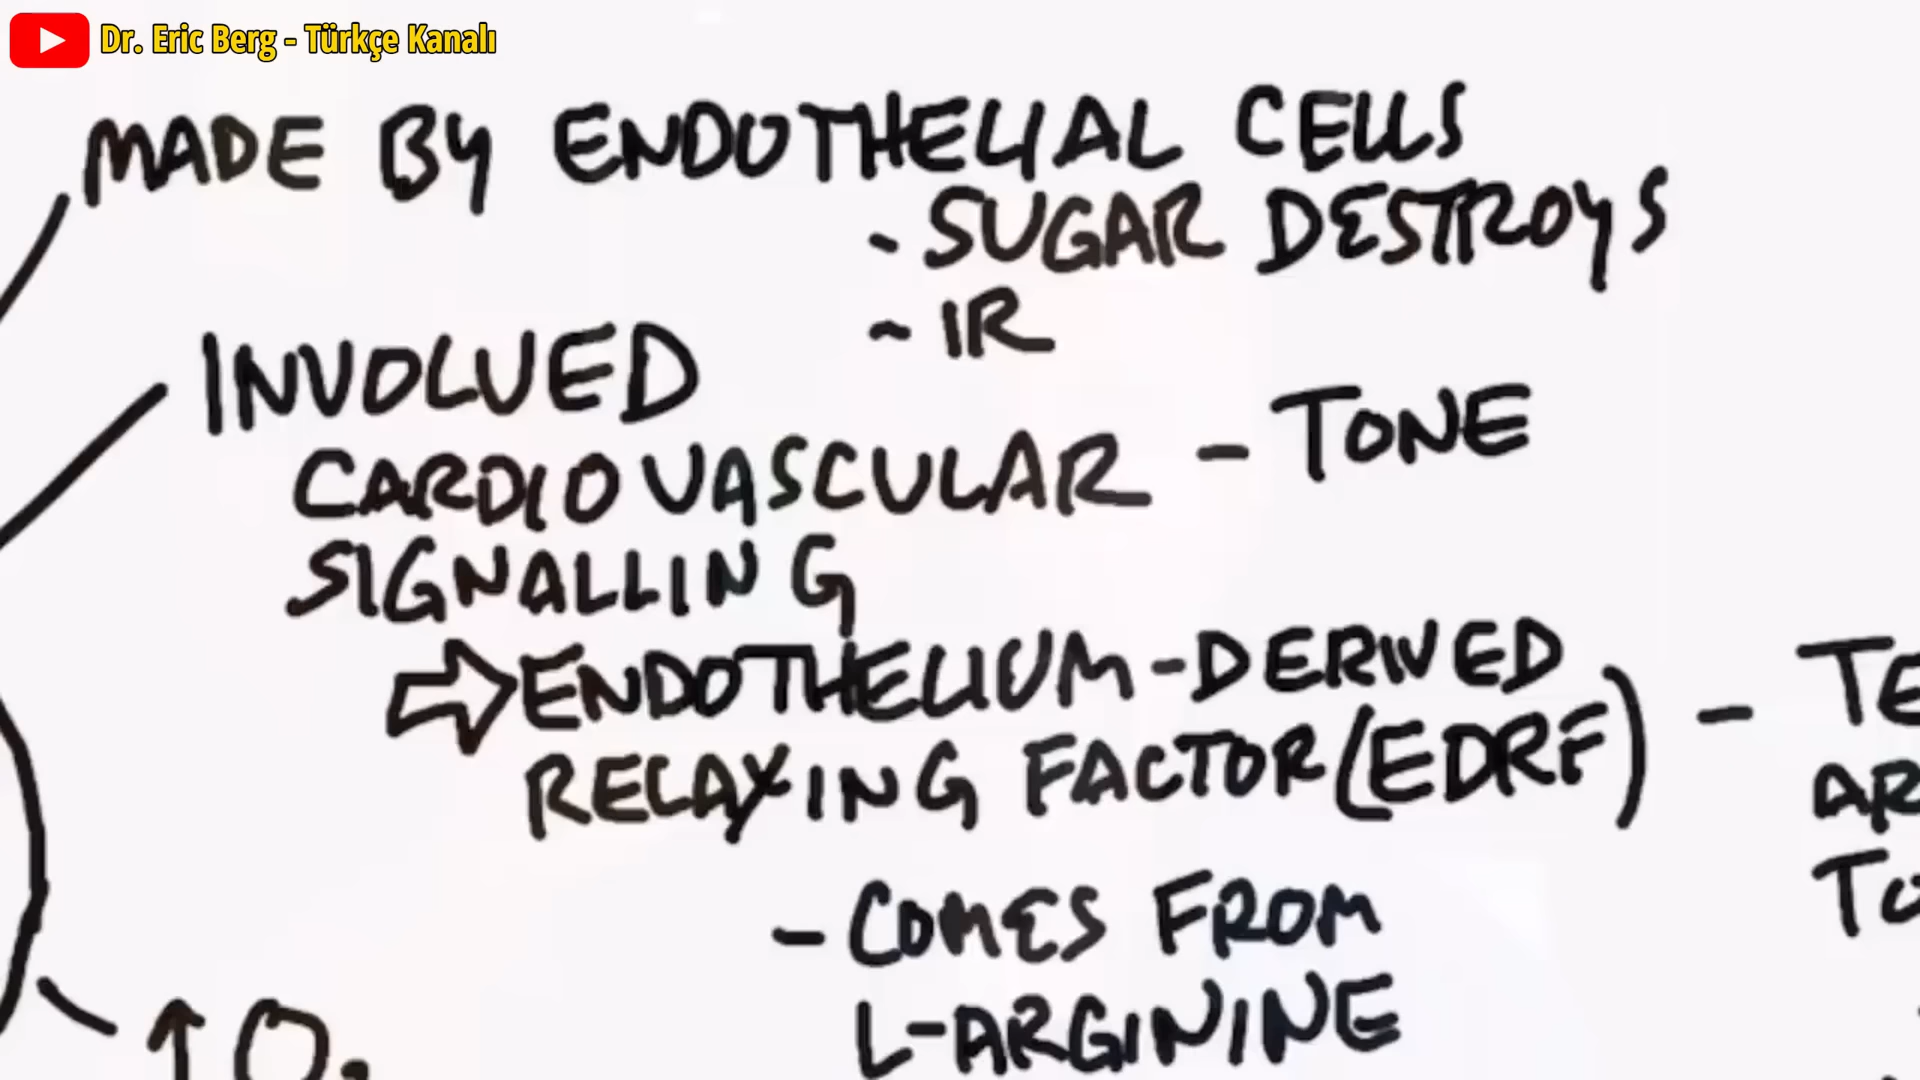 Dr. Eric Berg - Türkçe Kanalı
MADE BY ENDOTHELIAL CELLS
- SUGAR DESTROYS
- IR
INVOLVED
CARDIOVASCULAR - TONE
SIGNALLING
ENDOTHELIUM-DERIVED
RELAXING FACTOR (EDRF) -
- COMES FROM
L-ARGININE
↑ O₂